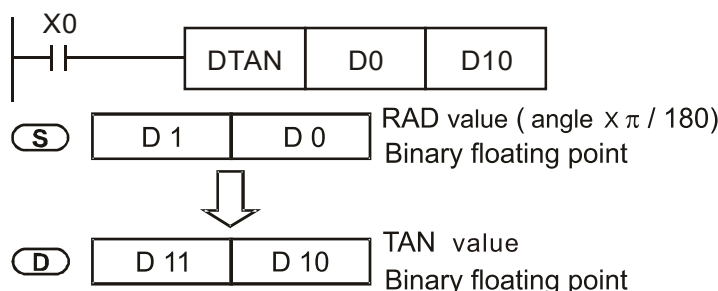 X0
DTAN D0 D10
S D 1 D 0 RAD value ( angle x π / 180)
Binary floating point
D D 11 D 10 TAN value
Binary floating point